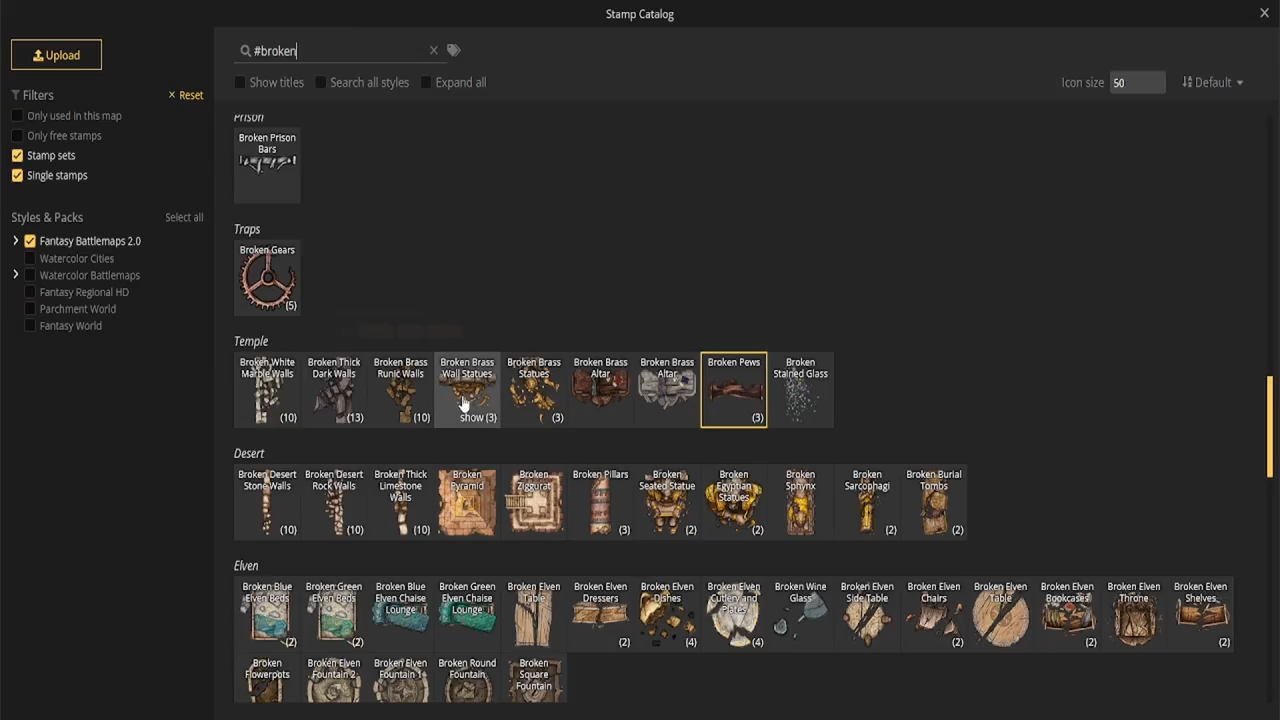 Stamp Catalog
Upload
#broken
Show titles
Search all styles
Expand all
Icon size
50
Default
Filters
Reset
Only used in this map
Only free stamps
Stamp sets
Single stamps
Styles & Packs
Select all
Fantasy Battlemaps 2.0
Watercolor Cities
Watercolor Battlemaps
Fantasy Regional HD
Parchment World
Fantasy World
Prison
Broken Prison
Bars
Traps
Broken Gears
(5)
Temple
Broken White
Marble Walls
(10)
Broken Thick
Dark Walls
(13)
Broken Brass
Runic Walls
(10)
Broken Brass
Wall Statues
show (3)
Broken Brass
Statues
(3)
Broken Brass
Altar
Broken Brass
Altar
Broken Pews
(3)
Broken
Stained Glass
Desert
Broken Desert
Stone Walls
(10)
Broken Desert
Rock Walls
(10)
Broken Thick
Limestone
Walls
(10)
Broken
Pyramid
Broken
Ziggurat
Broken Pillars
(3)
Broken
Seated Statue
(2)
Broken
Egyptian
Statues
(2)
Broken
Sphynx
Broken
Sarcophagi
(2)
Broken Burial
Tombs
(2)
Elven
Broken Blue
Elven Beds
(2)
Broken Green
Elven Beds
(2)
Broken Blue
Elven Chaise
Lounge
Broken Green
Elven Chaise
Lounge
Broken Elven
Table
Broken Elven
Dressers
(2)
Broken Elven
Dishes
(4)
Broken Elven
Cutlery and
Plates
(4)
Broken Wine
Glass
Broken Elven
Side Table
Broken Elven
Chairs
(2)
Broken Elven
Table
Broken Elven
Bookcases
(2)
Broken Elven
Throne
Broken Elven
Shelves
(2)
Broken
Flowerpots
Broken Elven
Fountain 2
Broken Elven
Fountain 1
Broken Round
Fountain
Broken
Square
Fountain